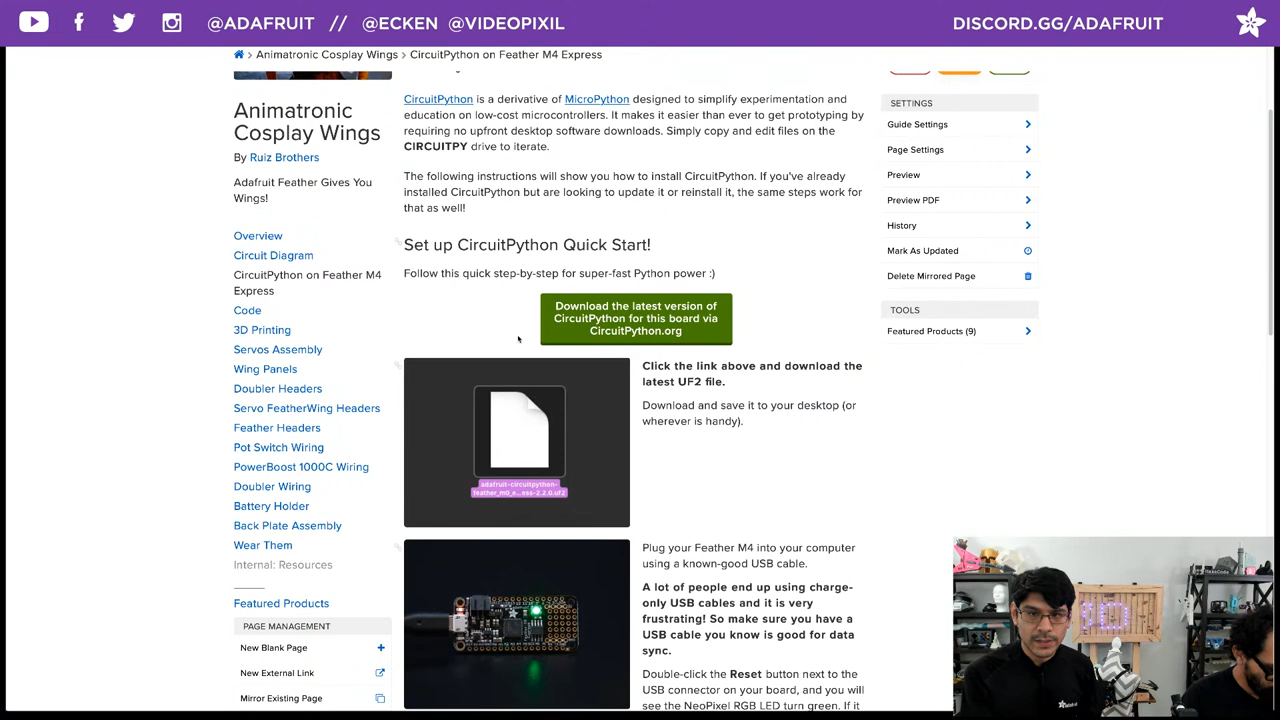 @ADAFRUIT // @ECKEN @VIDEOPIXIL
DISCORD.GG/ADAFRUIT
Animatronic Cosplay Wings > CircuitPython on Feather M4 Express
Animatronic
Cosplay Wings
By Ruiz Brothers
Adafruit Feather Gives You
Wings!
Overview
Circuit Diagram
CircuitPython on Feather M4
Express
Code
3D Printing
Servos Assembly
Wing Panels
Doubler Headers
Servo FeatherWing Headers
Feather Headers
Pot Switch Wiring
PowerBoost 1000C Wiring
Doubler Wiring
Battery Holder
Back Plate Assembly
Wear Them
Internal: Resources
Featured Products
PAGE MANAGEMENT
New Blank Page
New External Link
Mirror Existing Page
CircuitPython is a derivative of MicroPython designed to simplify experimentation and
education on low-cost microcontrollers. It makes it easier than ever to get prototyping by
requiring no upfront desktop software downloads. Simply copy and edit files on the
CIRCUITPY drive to iterate.
The following instructions will show you how to install CircuitPython. If you've already
installed CircuitPython but are looking to update it or reinstall it, the same steps work for
that as well!
Set up CircuitPython Quick Start!
Follow this quick step-by-step for super-fast Python power :)
Download the latest version of
CircuitPython for this board via
CircuitPython.org
adafruit-circuitpython-
feather_m0_e...ess-2.2.0.uf2
Click the link above and download the
latest UF2 file.
Download and save it to your desktop (or
wherever is handy).
Plug your Feather M4 into your computer
using a known-good USB cable.
A lot of people end up using charge-
only USB cables and it is very
frustrating! So make sure you have a
USB cable you know is good for data
sync.
Double-click the Reset button next to the
USB connector on your board, and you will
see the NeoPixel RGB LED turn green. If it
SETTINGS
Guide Settings
Page Settings
Preview
Preview PDF
History
Mark As Updated
Delete Mirrored Page
TOOLS
Featured Products (9)